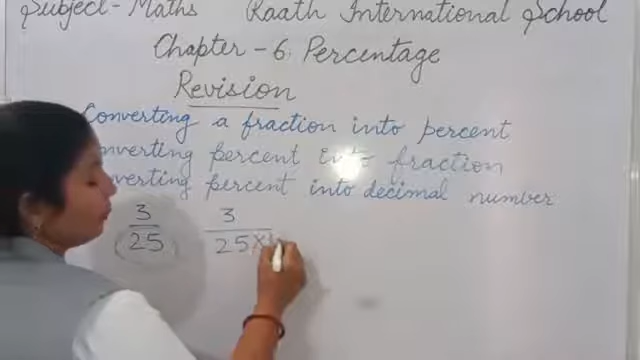 Subject - Maths Raath International School
Chapter - 6 Percentage
Revision
Converting a fraction into percent
converting percent into fraction
verting percent into decimal number
3 3
25 25×